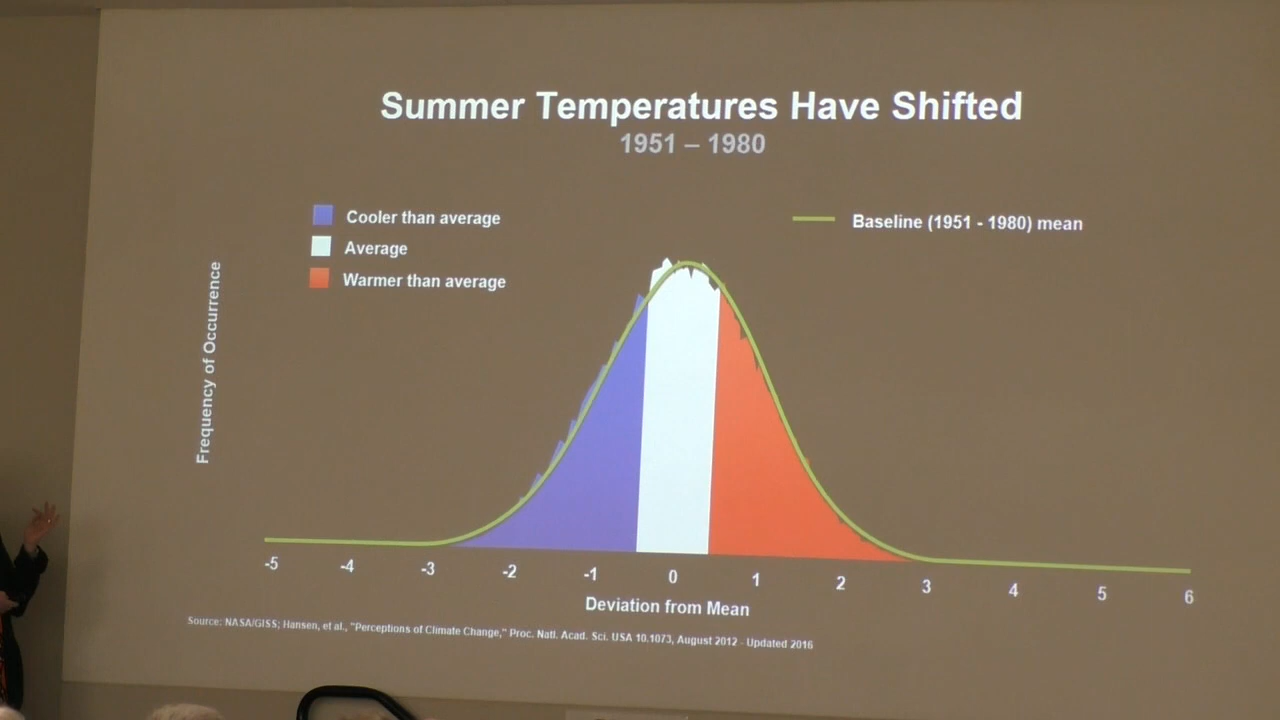 Summer Temperatures Have Shifted
1951 – 1980
Cooler than average
Average
Warmer than average
Baseline (1951 - 1980) mean
Frequency of Occurrence
-5 -4 -3 -2 -1 0 1 2 3 4 5 6
Deviation from Mean
Source: NASA/GISS; Hansen, et al., "Perceptions of Climate Change," Proc. Natl. Acad. Sci. USA 10.1073, August 2012 - Updated 2016